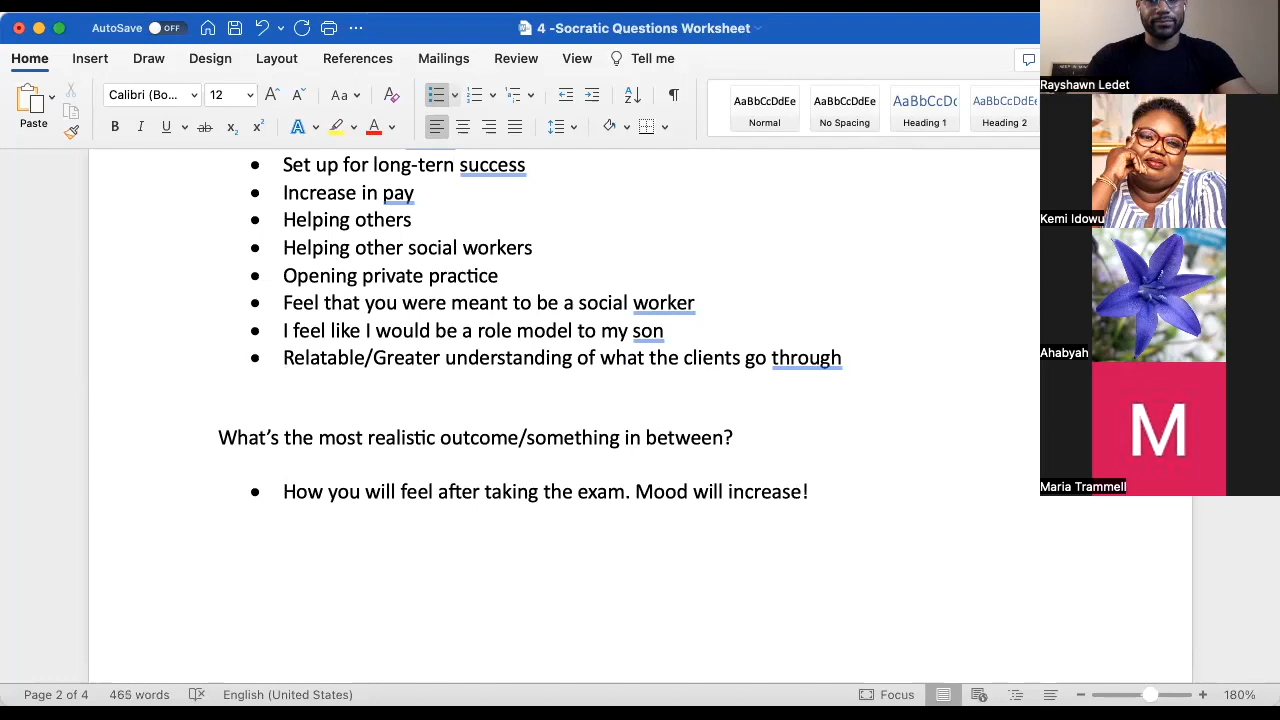 AutoSave OFF
4 -Socratic Questions Worksheet
Home Insert Draw Design Layout References Mailings Review View Tell me
Paste
Calibri (Bo... 12
AaBbCcDdEe AaBbCcDdEe AaBbCcDc AaBbCcDdEe
Normal No Spacing Heading 1 Heading 2
• Set up for long-tern success
• Increase in pay
• Helping others
• Helping other social workers
• Opening private practice
• Feel that you were meant to be a social worker
• I feel like I would be a role model to my son
• Relatable/Greater understanding of what the clients go through
What's the most realistic outcome/something in between?
• How you will feel after taking the exam. Mood will increase!
Rayshawn Ledet
Kemi Idowu
Ahabyah
M
Maria Trammell
Page 2 of 4 466 words English (United States) Focus 180%